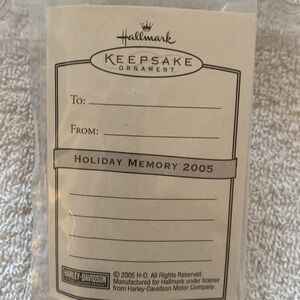 Hallmark
KEEPSAKE
ORNAMENT
TO:
FROM:
HOLIDAY MEMORY 2005
HARLEY-DAVIDSON
© 2005 H-D. All Rights Reserved.
Manufactured for Hallmark under license
from Harley-Davidson Motor Company.